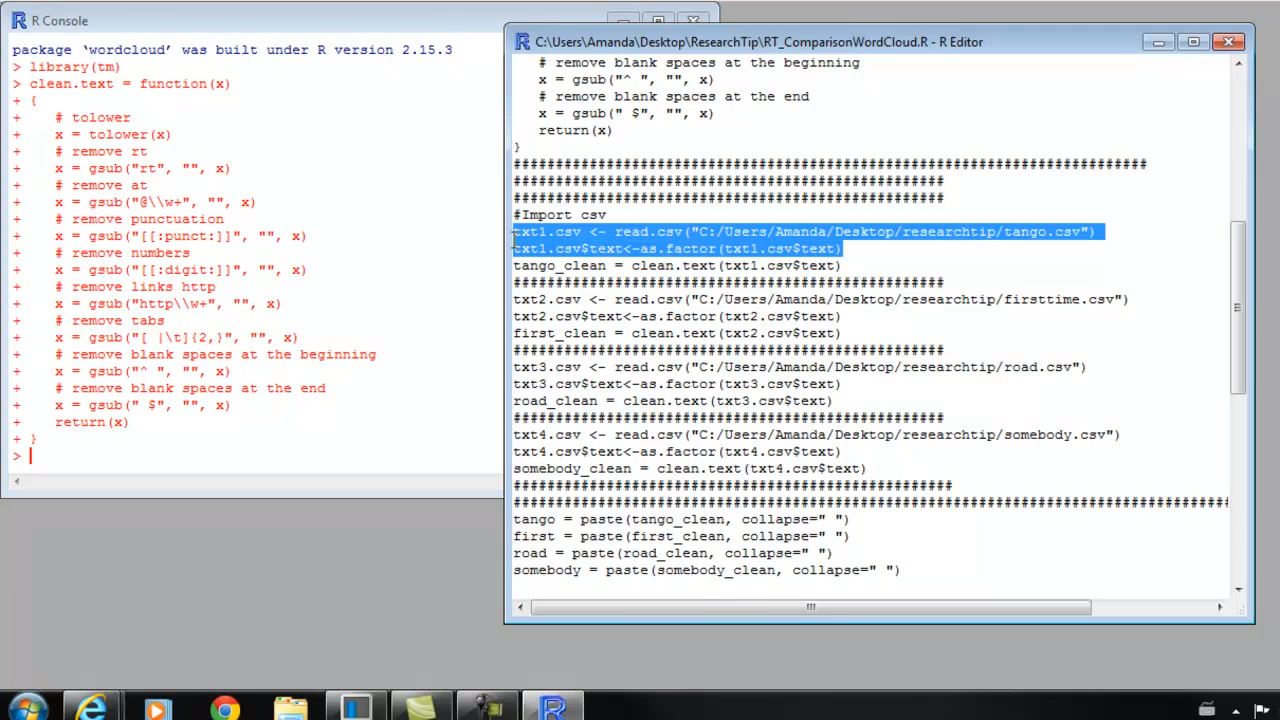 R Console
package ‘wordcloud’ was built under R version 2.15.3
> library(tm)
> clean.text = function(x)
+ {
+    # tolower
+    x = tolower(x)
+    # remove rt
+    x = gsub("rt", "", x)
+    # remove at
+    x = gsub("@\\w+", "", x)
+    # remove punctuation
+    x = gsub("[[:punct:]]", "", x)
+    # remove numbers
+    x = gsub("[[:digit:]]", "", x)
+    # remove links http
+    x = gsub("http\\w+", "", x)
+    # remove tabs
+    x = gsub("[ |\t]{2,}", "", x)
+    # remove blank spaces at the beginning
+    x = gsub("^ ", "", x)
+    # remove blank spaces at the end
+    x = gsub(" $", "", x)
+    return(x)
+ }
>
C:\Users\Amanda\Desktop\ResearchTip\RT_ComparisonWordCloud.R - R Editor
# remove blank spaces at the beginning
x = gsub("^ ", "", x)
# remove blank spaces at the end
x = gsub(" $", "", x)
return(x)
}
###########################################################################
###################################################
###################################################
#Import csv
txt1.csv <- read.csv("C:/Users/Amanda/Desktop/researchtip/tango.csv")
txt1.csv$text<-as.factor(txt1.csv$text)
tango_clean = clean.text(txt1.csv$text)
###################################################
txt2.csv <- read.csv("C:/Users/Amanda/Desktop/researchtip/firsttime.csv")
txt2.csv$text<-as.factor(txt2.csv$text)
first_clean = clean.text(txt2.csv$text)
###################################################
txt3.csv <- read.csv("C:/Users/Amanda/Desktop/researchtip/road.csv")
txt3.csv$text<-as.factor(txt3.csv$text)
road_clean = clean.text(txt3.csv$text)
###################################################
txt4.csv <- read.csv("C:/Users/Amanda/Desktop/researchtip/somebody.csv")
txt4.csv$text<-as.factor(txt4.csv$text)
somebody_clean = clean.text(txt4.csv$text)
####################################################
#####################################################################################
tango = paste(tango_clean, collapse=" ")
first = paste(first_clean, collapse=" ")
road = paste(road_clean, collapse=" ")
somebody = paste(somebody_clean, collapse=" ")